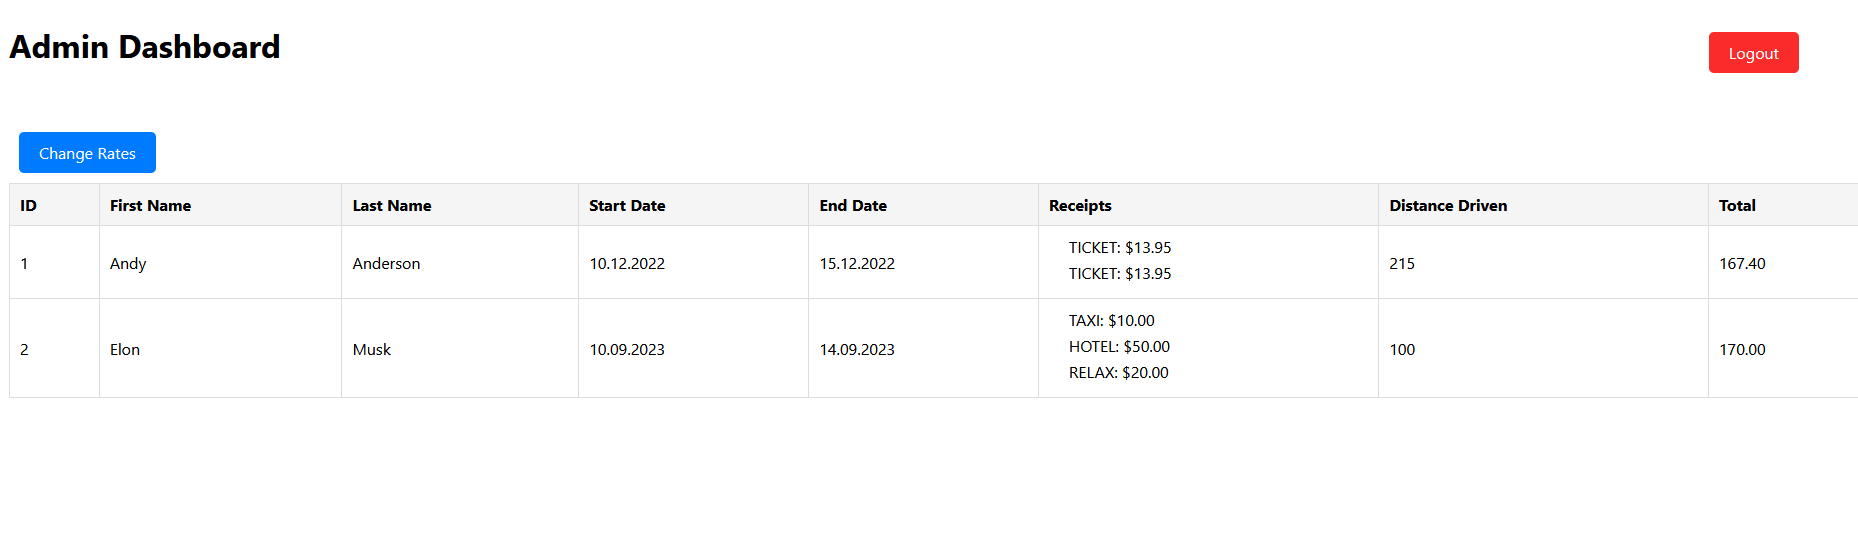 Admin Dashboard
Logout
Change Rates
ID First Name Last Name Start Date End Date Receipts Distance Driven Total
1 Andy Anderson 10.12.2022 15.12.2022 TICKET: $13.95 215 167.40
TICKET: $13.95
2 Elon Musk 10.09.2023 14.09.2023 TAXI: $10.00 100 170.00
HOTEL: $50.00
RELAX: $20.00